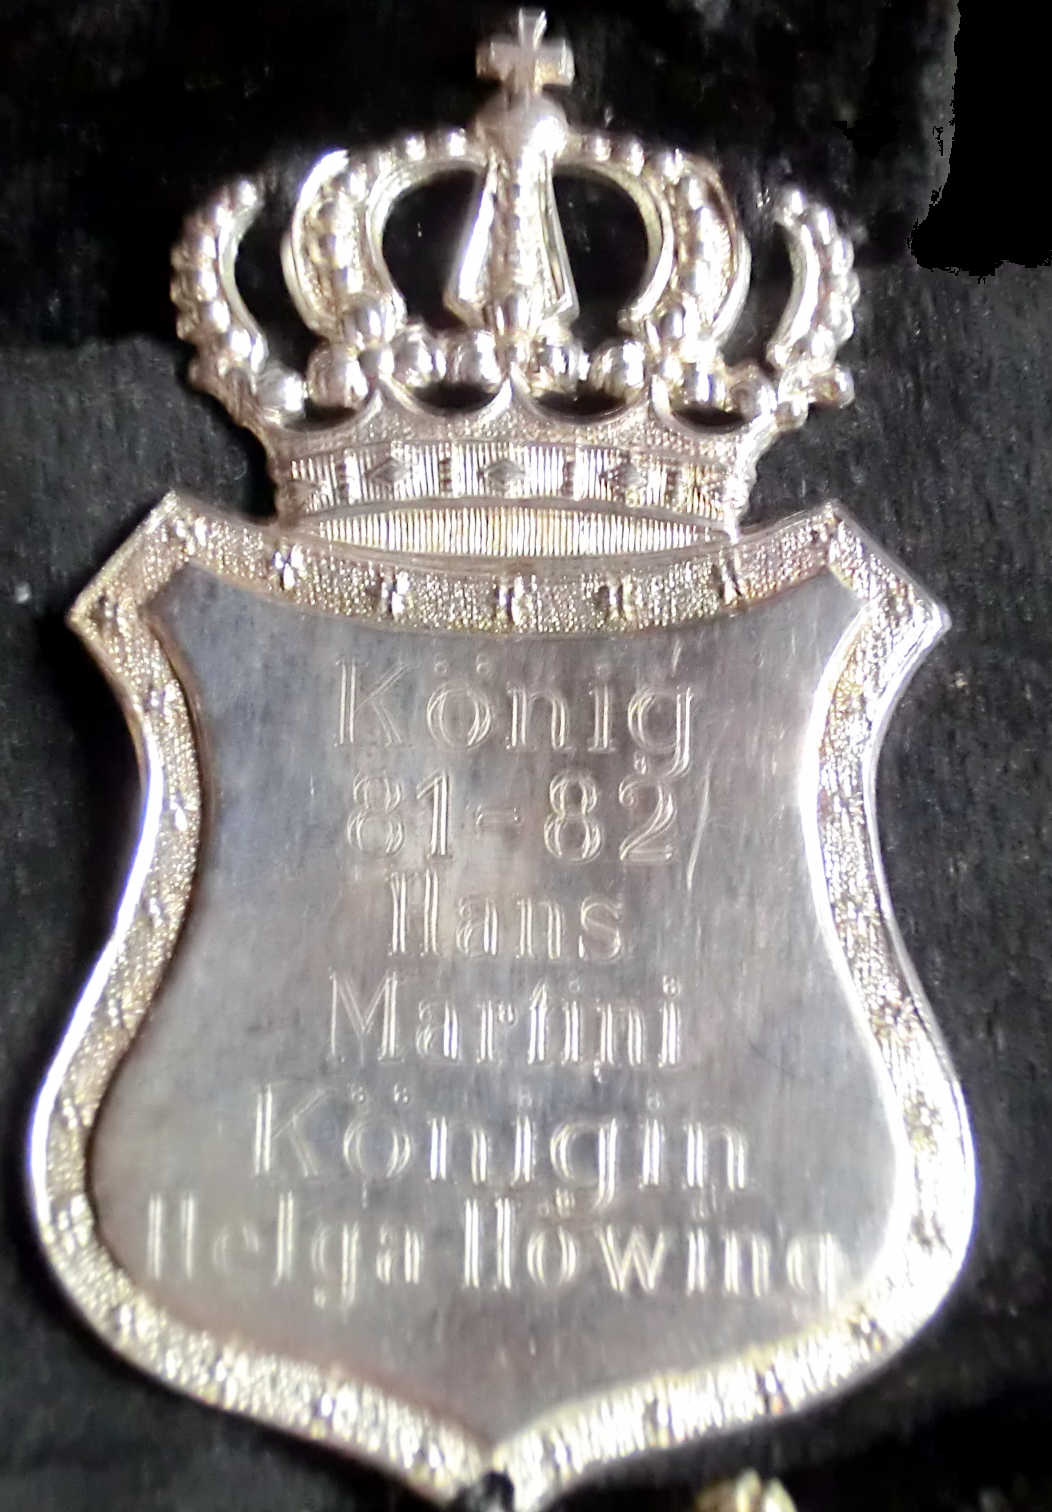 König
81-82
Hans
Martini
Königin
Helga Höwing